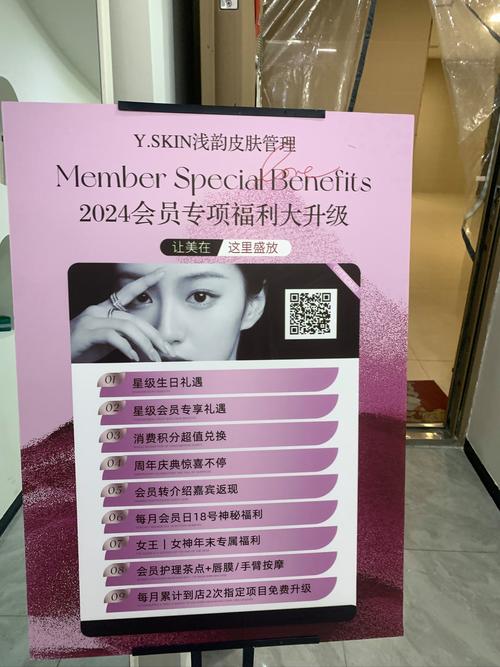 Y.SKIN浅韵皮肤管理
Member Special Benefits
2024会员专项福利大升级
让美在 这里盛放
01 星级生日礼遇
02 星级会员专享礼遇
03 消费积分超值兑换
04 周年庆典惊喜不停
05 会员转介绍嘉宾返现
06 每月会员日18号神秘福利
07 女王丨女神年末专属福利
08 会员护理茶点+唇膜/手臂按摩
09 每月累计到店2次指定项目免费升级